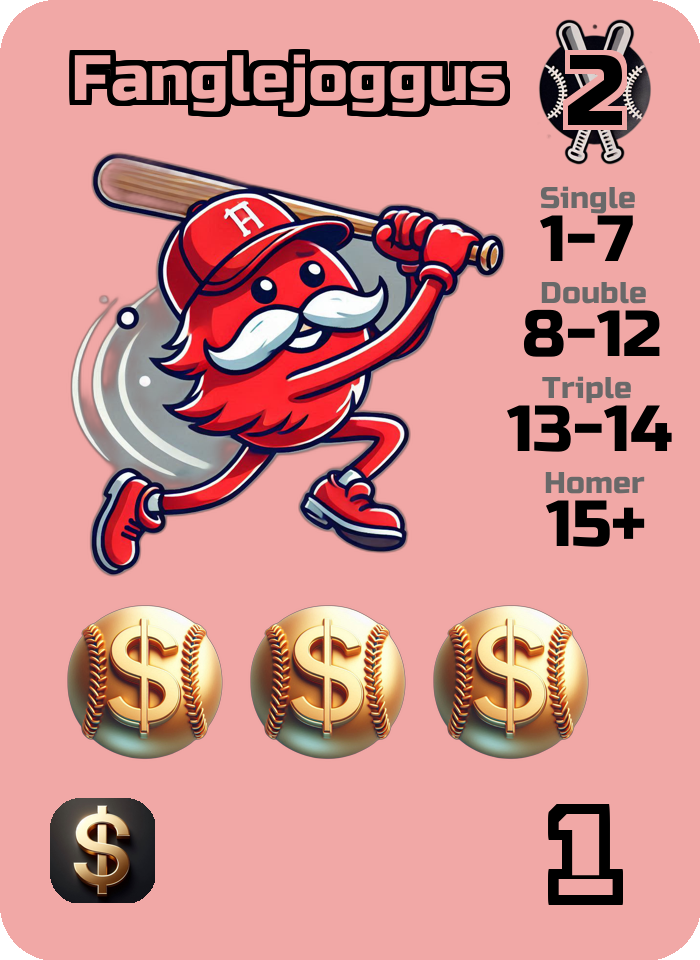 Fanglejoggus
2
Single
1-7
Double
8-12
H
Triple
13-14
Homer
15+
$ $ $
$
1